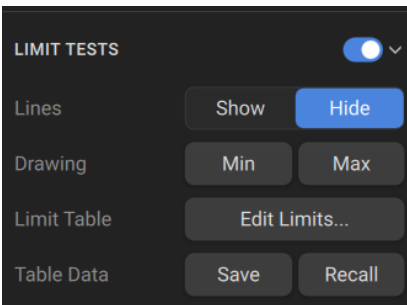 LIMIT TESTS
Lines Show Hide
Drawing Min Max
Limit Table Edit Limits...
Table Data Save Recall